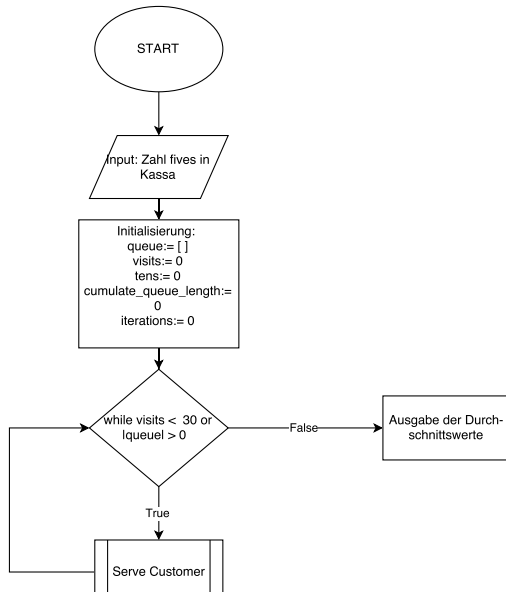 START
Input: Zahl fives in
Kassa
Initialisierung:
queue:= [ ]
visits:= 0
tens:= 0
cumulate_queue_length:=
0
iterations:= 0
while visits < 30 or
|queue| > 0
False
Ausgabe der Durch-
schnittswerte
True
Serve Customer